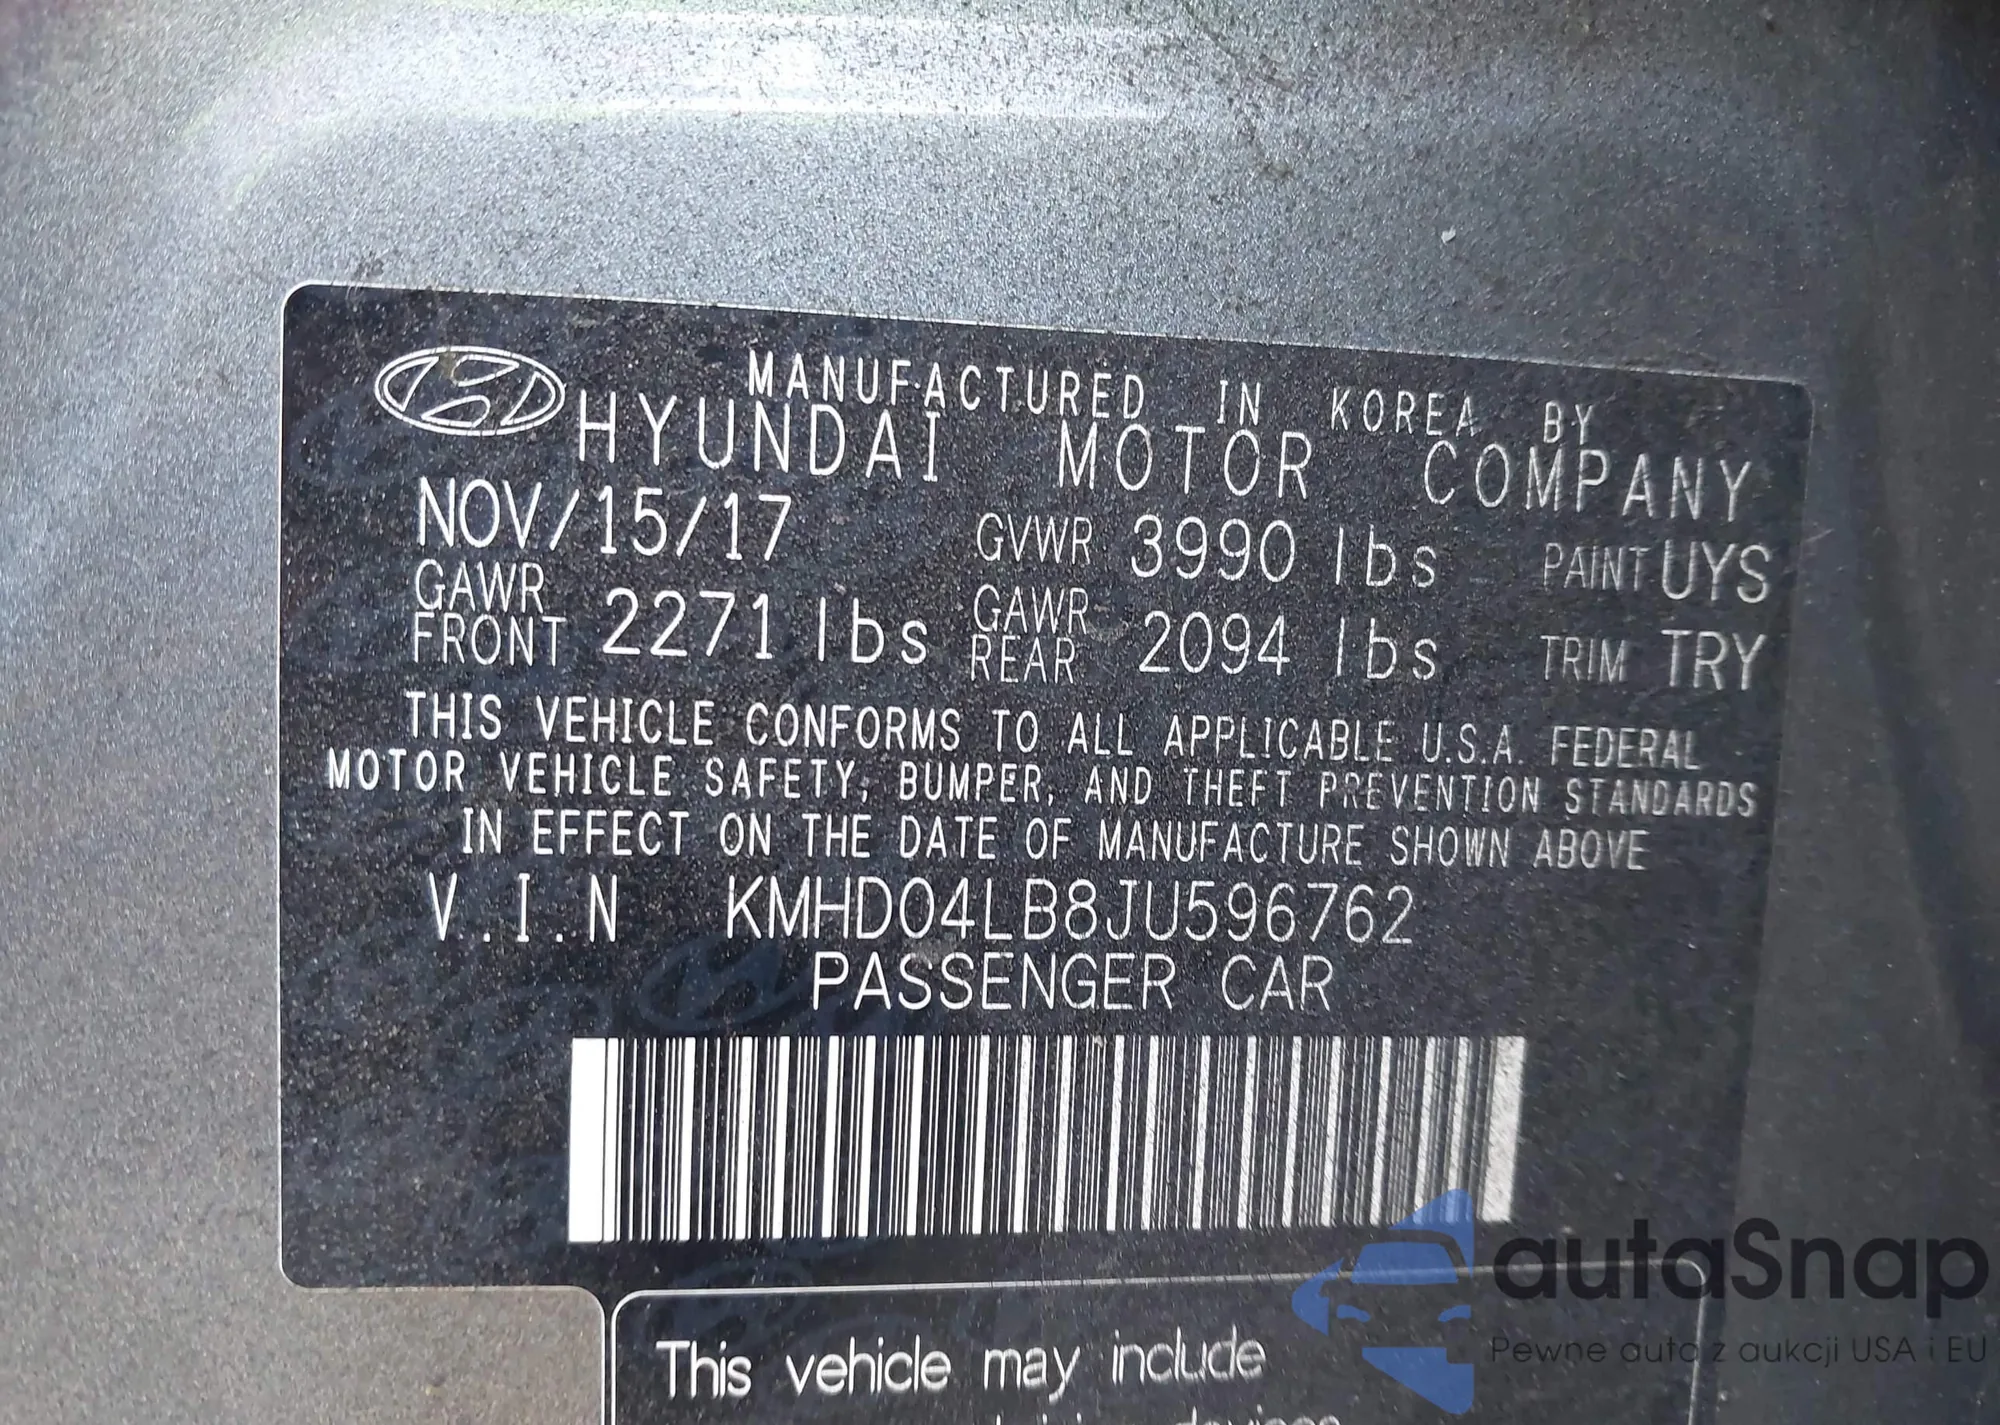 MANUFACTURED IN KOREA BY
HYUNDAI MOTOR COMPANY
NOV/15/17 GVWR 3990 lbs PAINT UYS
GAWR FRONT 2271 lbs GAWR REAR 2094 lbs TRIM TRY
THIS VEHICLE CONFORMS TO ALL APPLICABLE U.S.A. FEDERAL
MOTOR VEHICLE SAFETY, BUMPER, AND THEFT PREVENTION STANDARDS
IN EFFECT ON THE DATE OF MANUFACTURE SHOWN ABOVE
V.I.N KMHD04LB8JU596762
PASSENGER CAR
This vehicle may include
autaSnap
Pewne auta z aukcji USA i EU